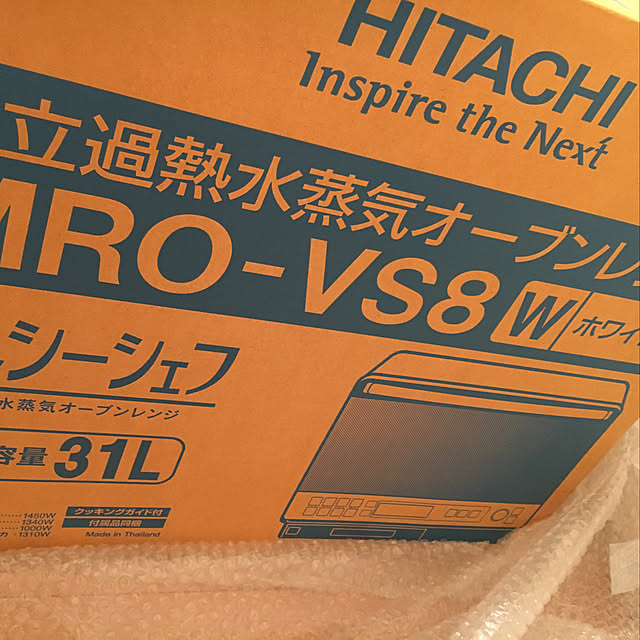 HITACHI
Inspire the Next
立過熱水蒸気オーブンレ
MRO-VS8 W ホワイ
シーシェフ
水蒸気オーブンレンジ
容量 31L
1450W
1340W
1000W
カ・1310W
クッキングガイド付
付属品同梱
Made in Thailand